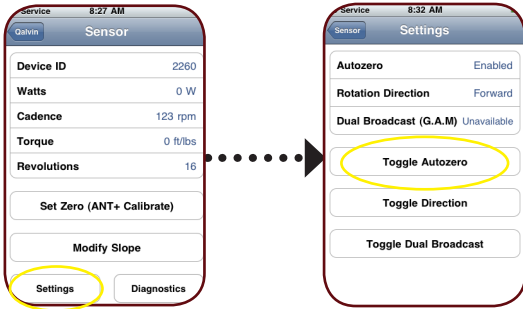 Service 8:27 AM
Qalvin Sensor
Device ID 2260
Watts 0 W
Cadence 123 rpm
Torque 0 ft/lbs
Revolutions 16
Set Zero (ANT+ Calibrate)
Modify Slope
Settings Diagnostics
Service 8:32 AM
Sensor Settings
Autozero Enabled
Rotation Direction Forward
Dual Broadcast (G.A.M) Unavailable
Toggle Autozero
Toggle Direction
Toggle Dual Broadcast